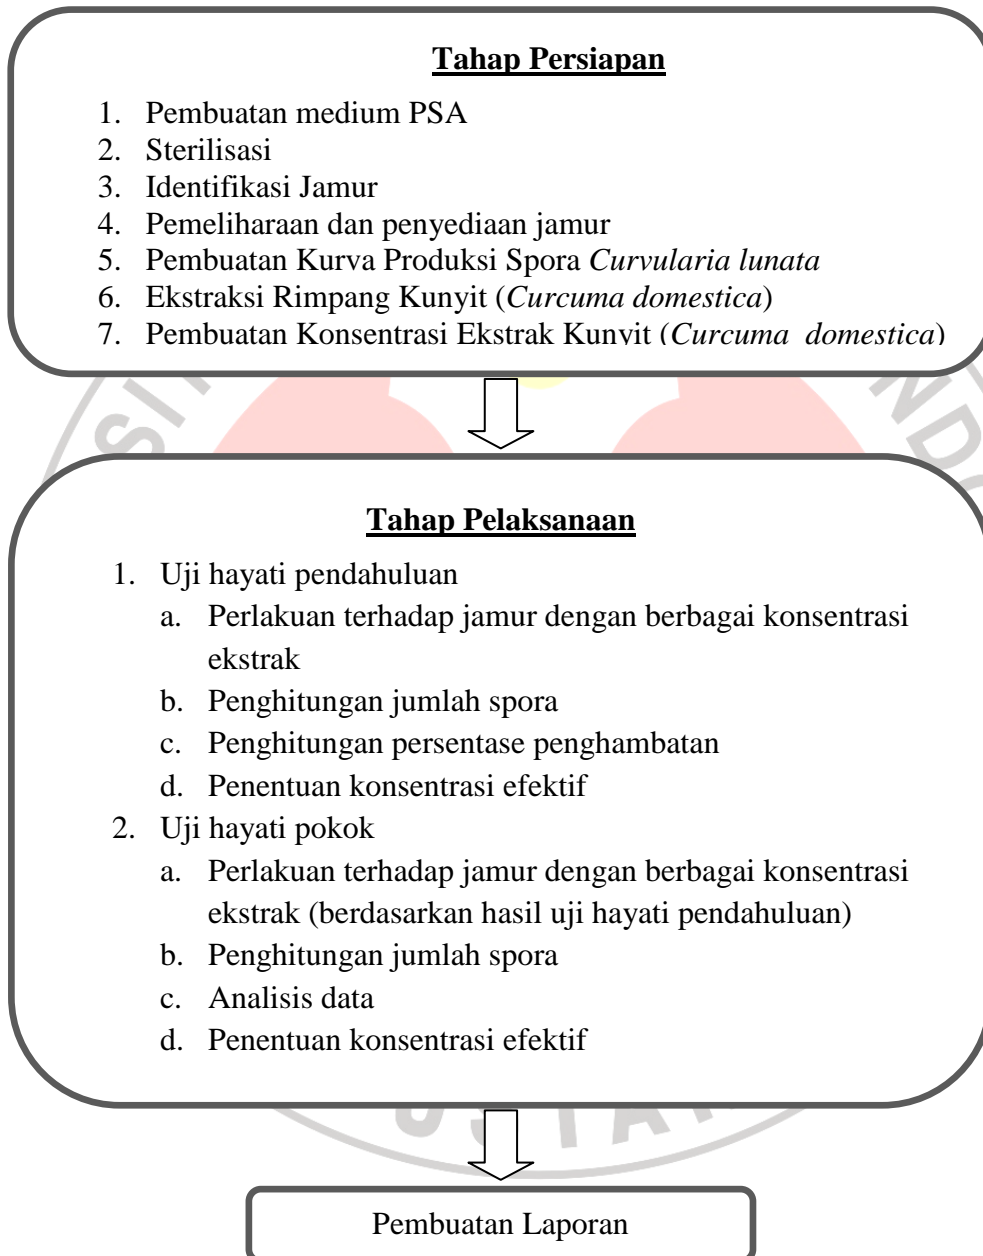 Tahap Persiapan
1. Pembuatan medium PSA
2. Sterilisasi
3. Identifikasi Jamur
4. Pemeliharaan dan penyediaan jamur
5. Pembuatan Kurva Produksi Spora Curvularia lunata
6. Ekstraksi Rimpang Kunyit (Curcuma domestica)
7. Pembuatan Konsentrasi Ekstrak Kunyit (Curcuma domestica)
Tahap Pelaksanaan
1. Uji hayati pendahuluan
a. Perlakuan terhadap jamur dengan berbagai konsentrasi
ekstrak
b. Penghitungan jumlah spora
c. Penghitungan persentase penghambatan
d. Penentuan konsentrasi efektif
2. Uji hayati pokok
a. Perlakuan terhadap jamur dengan berbagai konsentrasi
ekstrak (berdasarkan hasil uji hayati pendahuluan)
b. Penghitungan jumlah spora
c. Analisis data
d. Penentuan konsentrasi efektif
Pembuatan Laporan